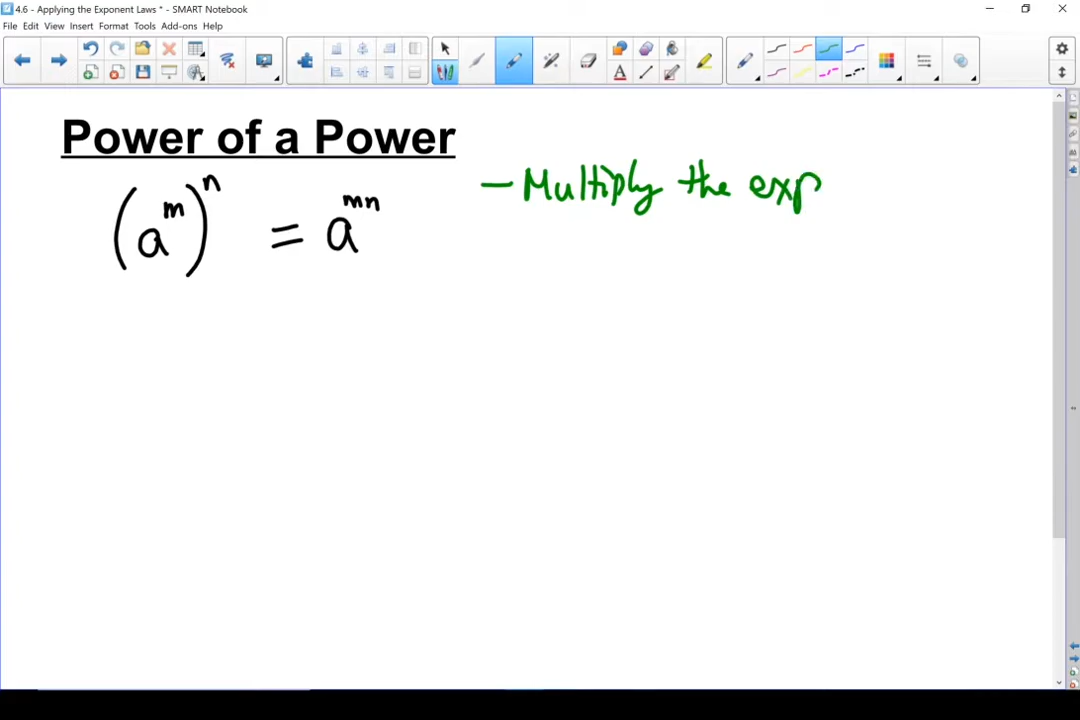 4.6 - Applying the Exponent Laws * - SMART Notebook
File Edit View Insert Format Tools Add-ons Help
Power of a Power
(a^m)^n = a^mn
– Multiply the exp